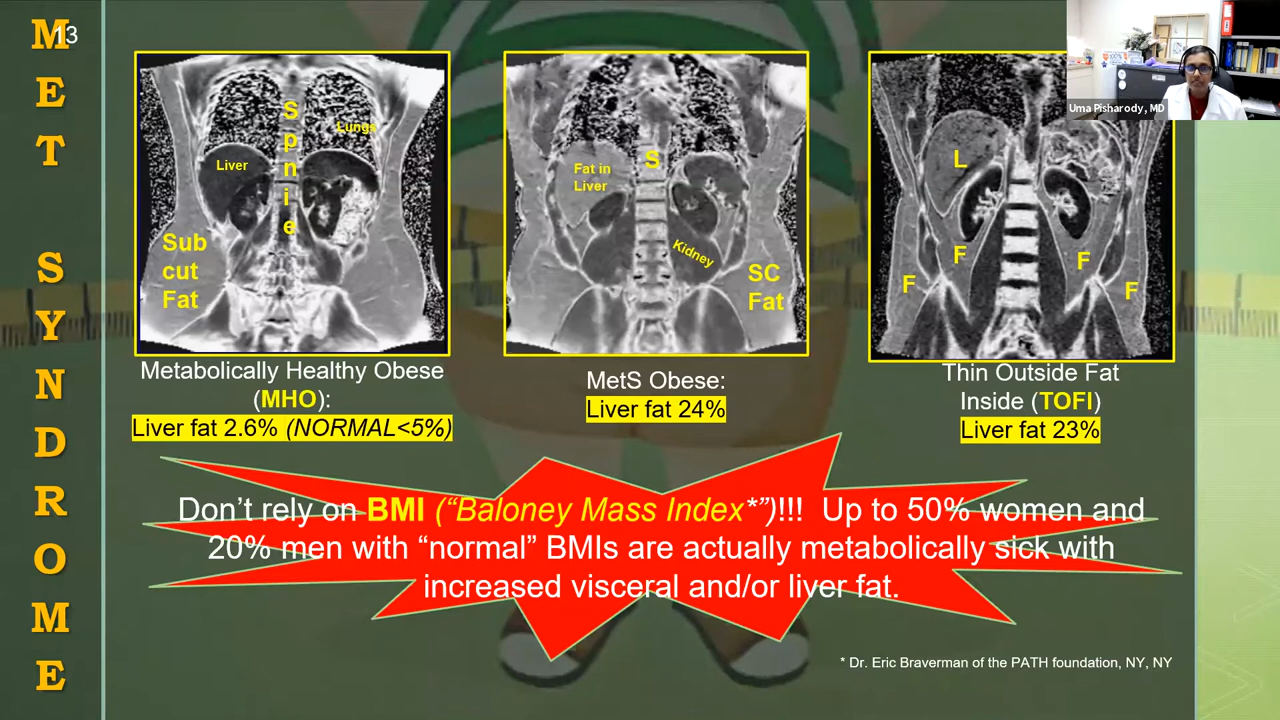 MET SYNDROME
13
Uma Pisharody, MD
Spnie
Lungs
Liver
Sub
cut
Fat
S
Fat in
Liver
Kidney
SC
Fat
L
F
F
F
F
Metabolically Healthy Obese
(MHO):
Liver fat 2.6% (NORMAL<5%)
MetS Obese:
Liver fat 24%
Thin Outside Fat
Inside (TOFI)
Liver fat 23%
Don’t rely on BMI (“Baloney Mass Index*”)!!! Up to 50% women and
20% men with “normal” BMIs are actually metabolically sick with
increased visceral and/or liver fat.
* Dr. Eric Braverman of the PATH foundation, NY, NY